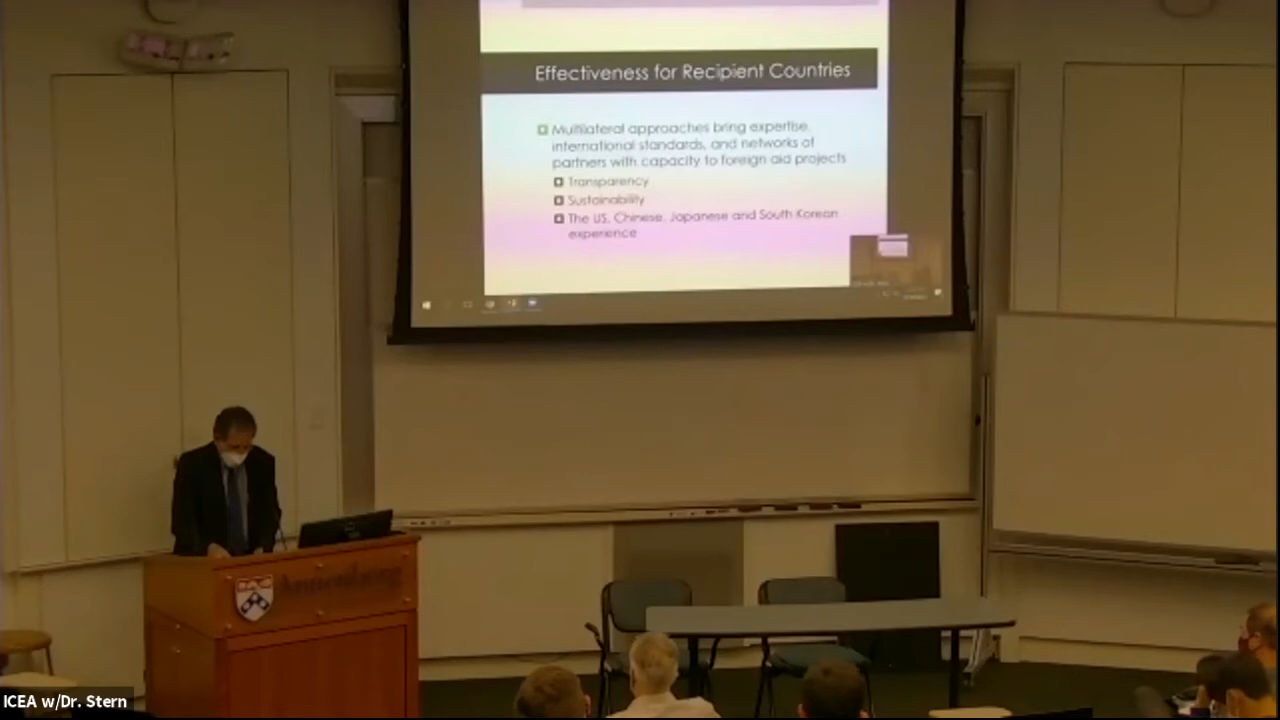 Effectiveness for Recipient Countries
Multilateral approaches bring expertise,
international standards, and networks of
partners with capacity to foreign aid projects
Transparency
Sustainability
The US, Chinese, Japanese and South Korean
experience
Annenberg
ICEA w/Dr. Stern